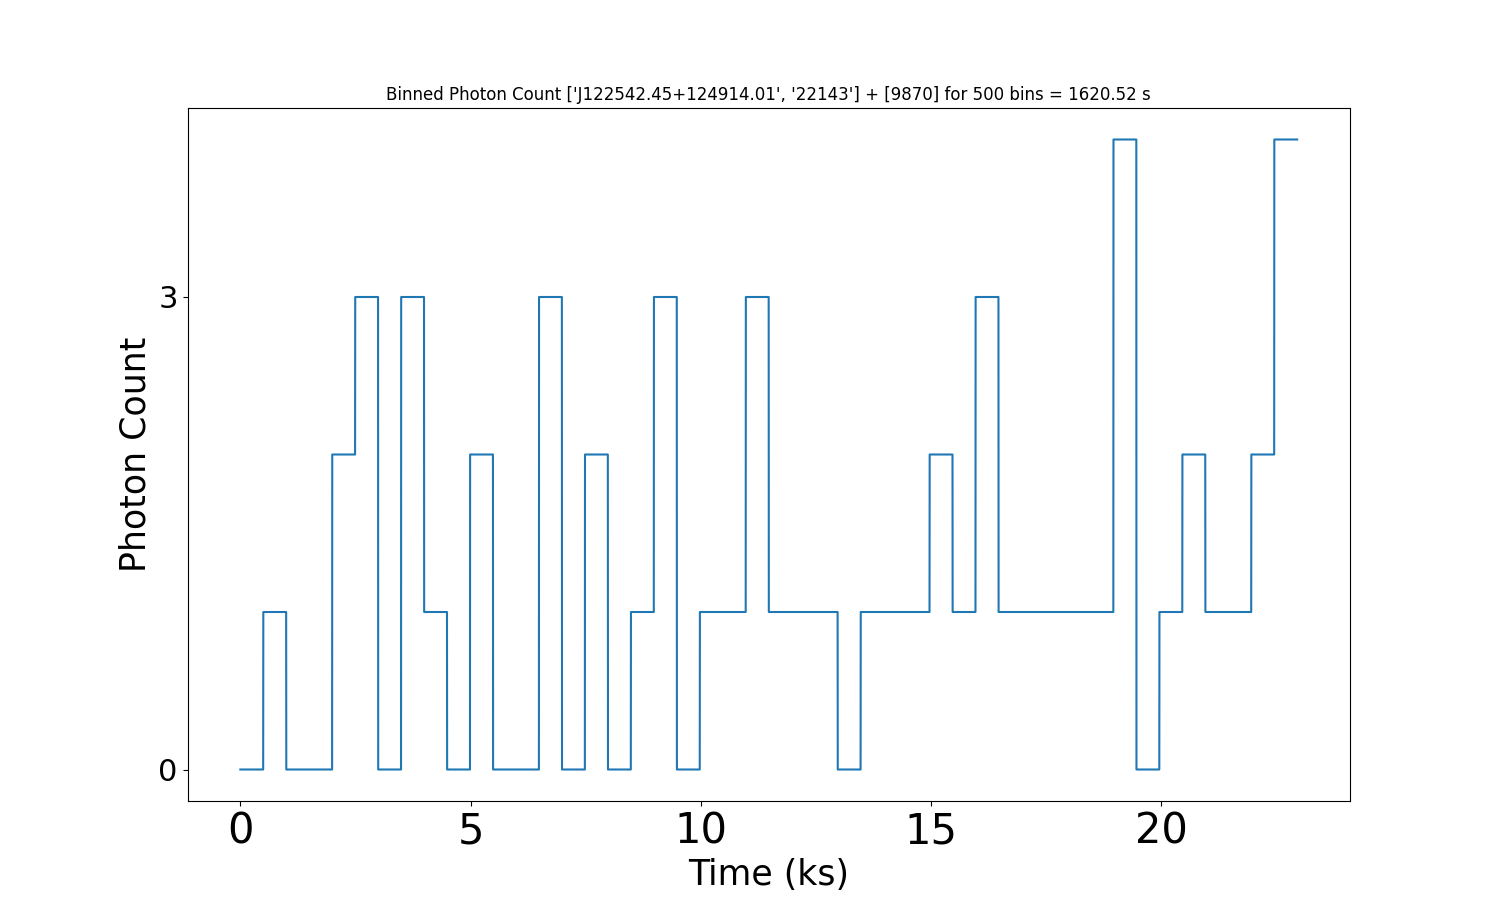 Binned Photon Count ['J122542.45+124914.01', '22143'] + [9870] for 500 bins = 1620.52 s
Photon Count
3
0
0 5 10 15 20
Time (ks)